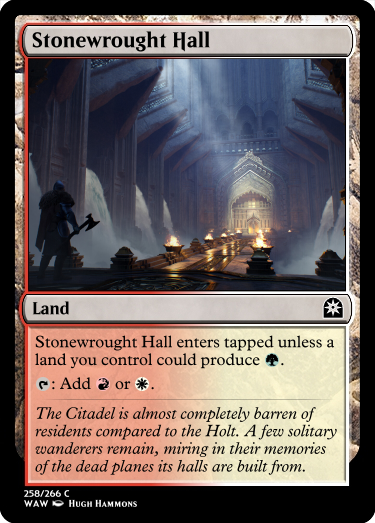 Stonewrought Hall
Land
Stonewrought Hall enters tapped unless a
land you control could produce .
: Add or .
The Citadel is almost completely barren of
residents compared to the Holt. A few solitary
wanderers remain, miring in their memories
of the dead planes its halls are built from.
258/266 C
WAW HUGH HAMMONS